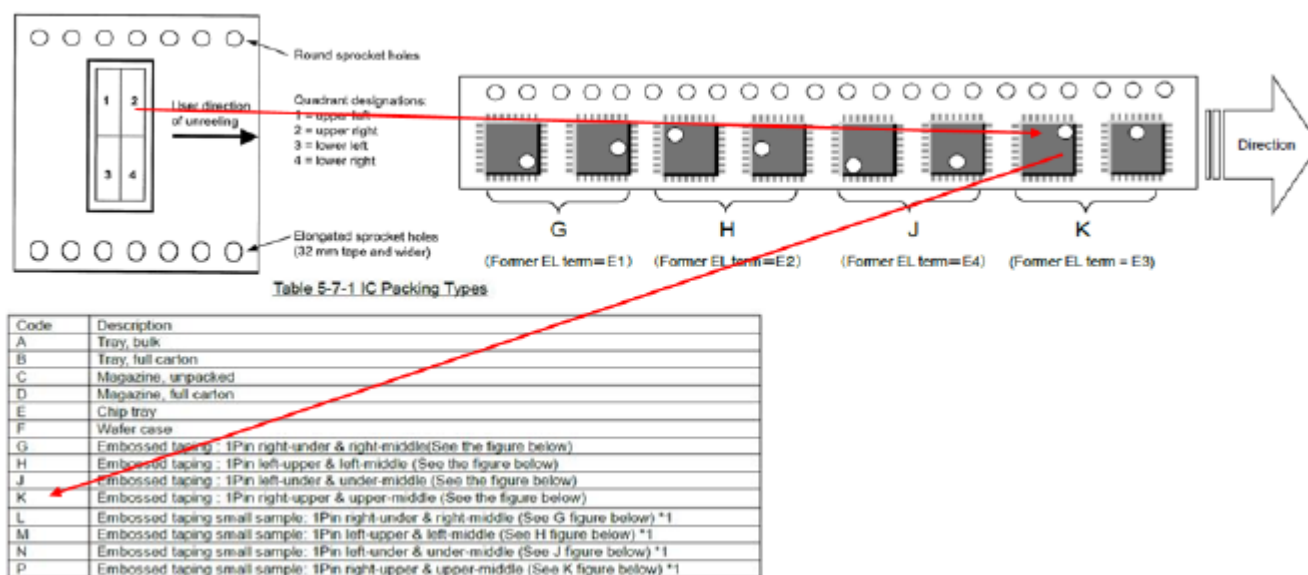 Round sprocket holes
1 2
3 4
User direction
of unreeling
Quadrant designations:
1 = upper left
2 = upper right
3 = lower left
4 = lower right
Elongated sprocket holes
(32 mm tape and wider)
Direction
G H J K
(Former EL term=E1) (Former EL term=E2) (Former EL term=E4) (Former EL term = E3)
Table 5-7-1 IC Packing Types
Code Description
A Tray, bulk
B Tray, full carton
C Magazine, unpacked
D Magazine, full carton
E Chip tray
F Wafer case
G Embossed taping : 1Pin right-under & right-middle(See the figure below)
H Embossed taping : 1Pin left-upper & left-middle (See the figure below)
J Embossed taping : 1Pin left-under & under-middle (See the figure below)
K Embossed taping : 1Pin right-upper & upper-middle (See the figure below)
L Embossed taping small sample: 1Pin right-under & right-middle (See G figure below) *1
M Embossed taping small sample: 1Pin left-upper & left-middle (See H figure below) *1
N Embossed taping small sample: 1Pin left-under & under-middle (See J figure below) *1
P Embossed taping small sample: 1Pin right-upper & upper-middle (See K figure below) *1